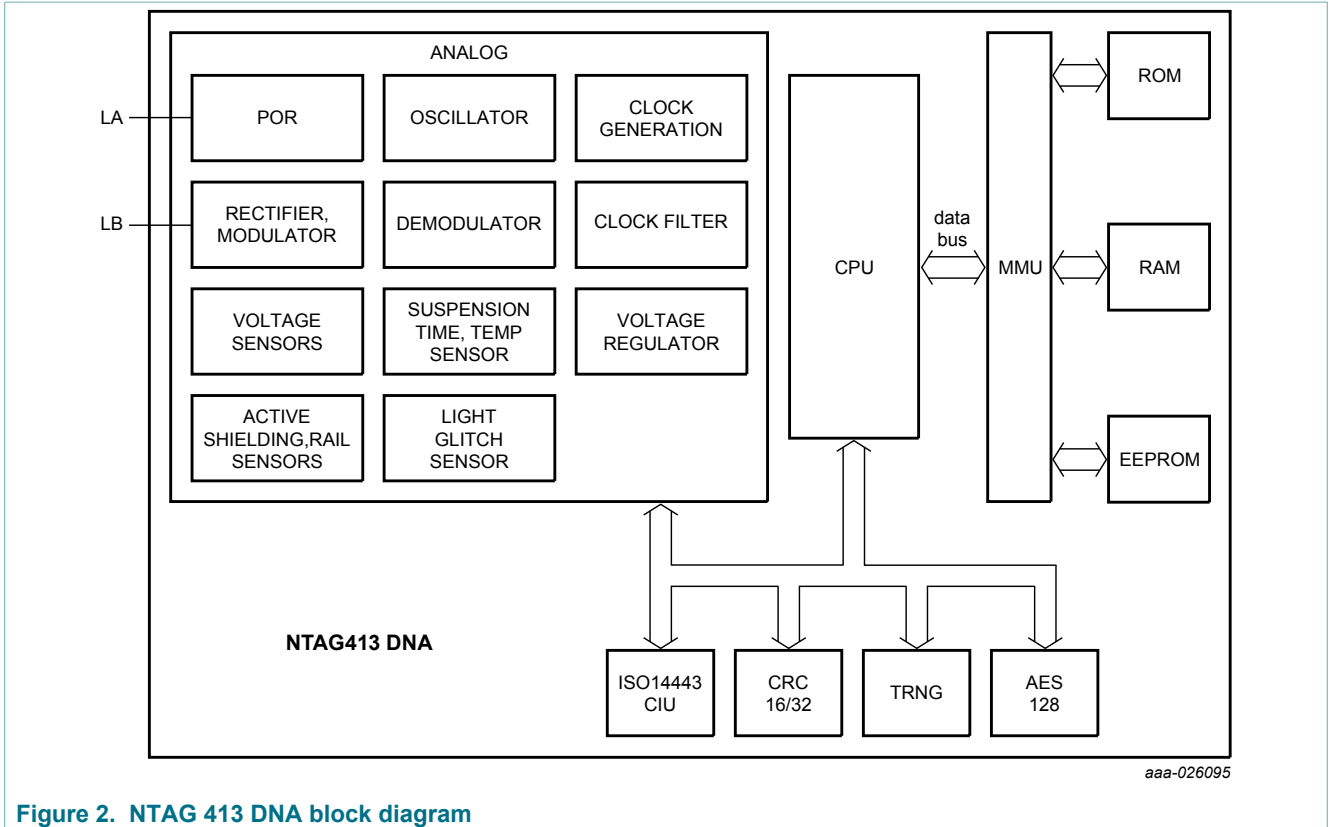 ANALOG
LA
POR
OSCILLATOR
CLOCK
GENERATION
LB
RECTIFIER,
MODULATOR
DEMODULATOR
CLOCK FILTER
VOLTAGE
SENSORS
SUSPENSION
TIME, TEMP
SENSOR
VOLTAGE
REGULATOR
ACTIVE
SHIELDING,RAIL
SENSORS
LIGHT
GLITCH
SENSOR
CPU
data
bus
MMU
ROM
RAM
EEPROM
NTAG413 DNA
ISO14443
CIU
CRC
16/32
TRNG
AES
128
aaa-026095
Figure 2. NTAG 413 DNA block diagram